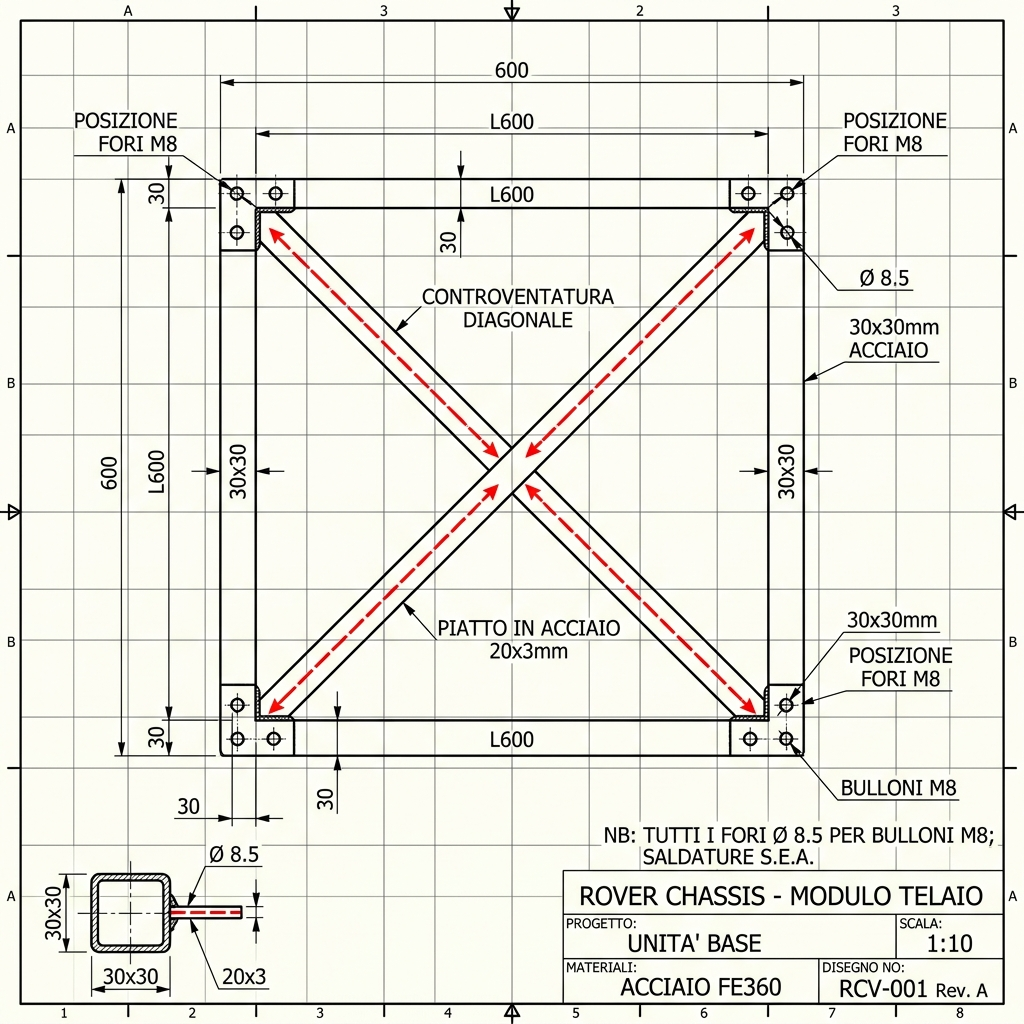 A
3
2
3
600
L600
POSIZIONE
FORI M8
POSIZIONE
FORI M8
A
A
30
L600
30
Ø 8.5
CONTROVENTATURA
DIAGONALE
30x30mm
ACCIAIO
B
B
600
L600
30x30
30x30
PIATTO IN ACCIAIO
20x3mm
30x30mm
POSIZIONE
FORI M8
B
B
30
L600
30
BULLONI M8
30
NB: TUTTI I FORI Ø 8.5 PER BULLONI M8;
SALDATURE S.E.A.
Ø 8.5
30x30
30x30
20x3
A
A
ROVER CHASSIS - MODULO TELAIO
PROGETTO:
UNITA' BASE
SCALA:
1:10
MATERIALI:
ACCIAIO FE360
DISEGNO NO:
RCV-001 Rev. A
1
2
3
4
5
6
7
8